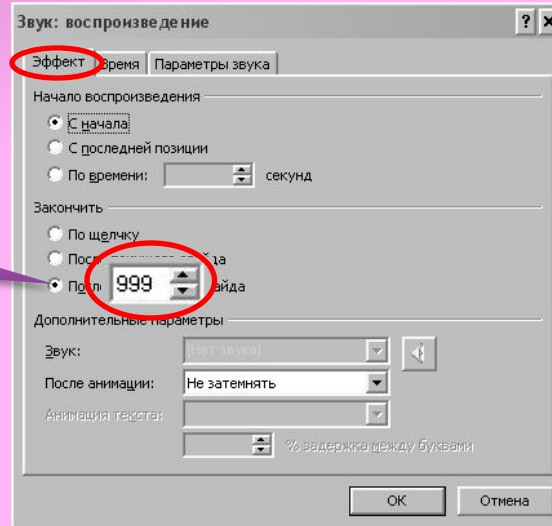 Звук: воспроизведение
Эффект Время Параметры звука
Начало воспроизведения
С начала
С последней позиции
По времени: секунд
Закончить
По щелчку
999
Дополнительные параметры
Звук: [Нет звука]
После анимации: Не затемнять
Анимация текста:
% задержка между буквами
ОК Отмена